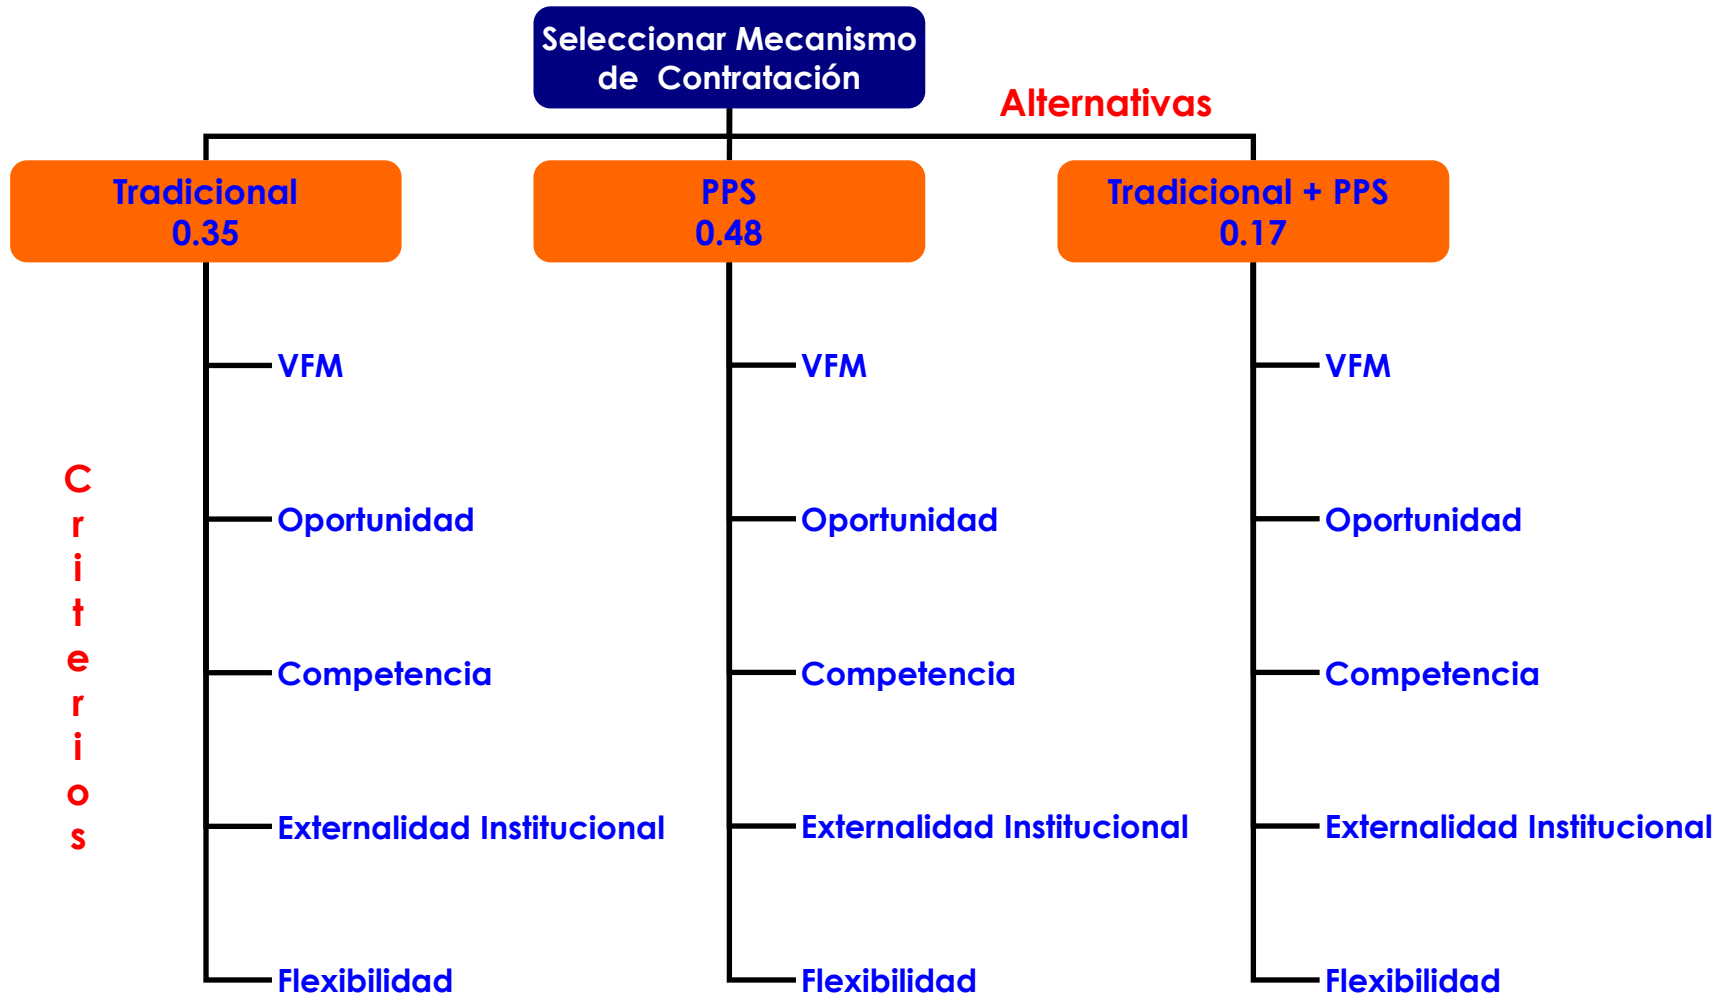 Seleccionar Mecanismo
de Contratación
Alternativas
Tradicional
0.35
PPS
0.48
Tradicional + PPS
0.17
Criterios
VFM
Oportunidad
Competencia
Externalidad Institucional
Flexibilidad
VFM
Oportunidad
Competencia
Externalidad Institucional
Flexibilidad
VFM
Oportunidad
Competencia
Externalidad Institucional
Flexibilidad